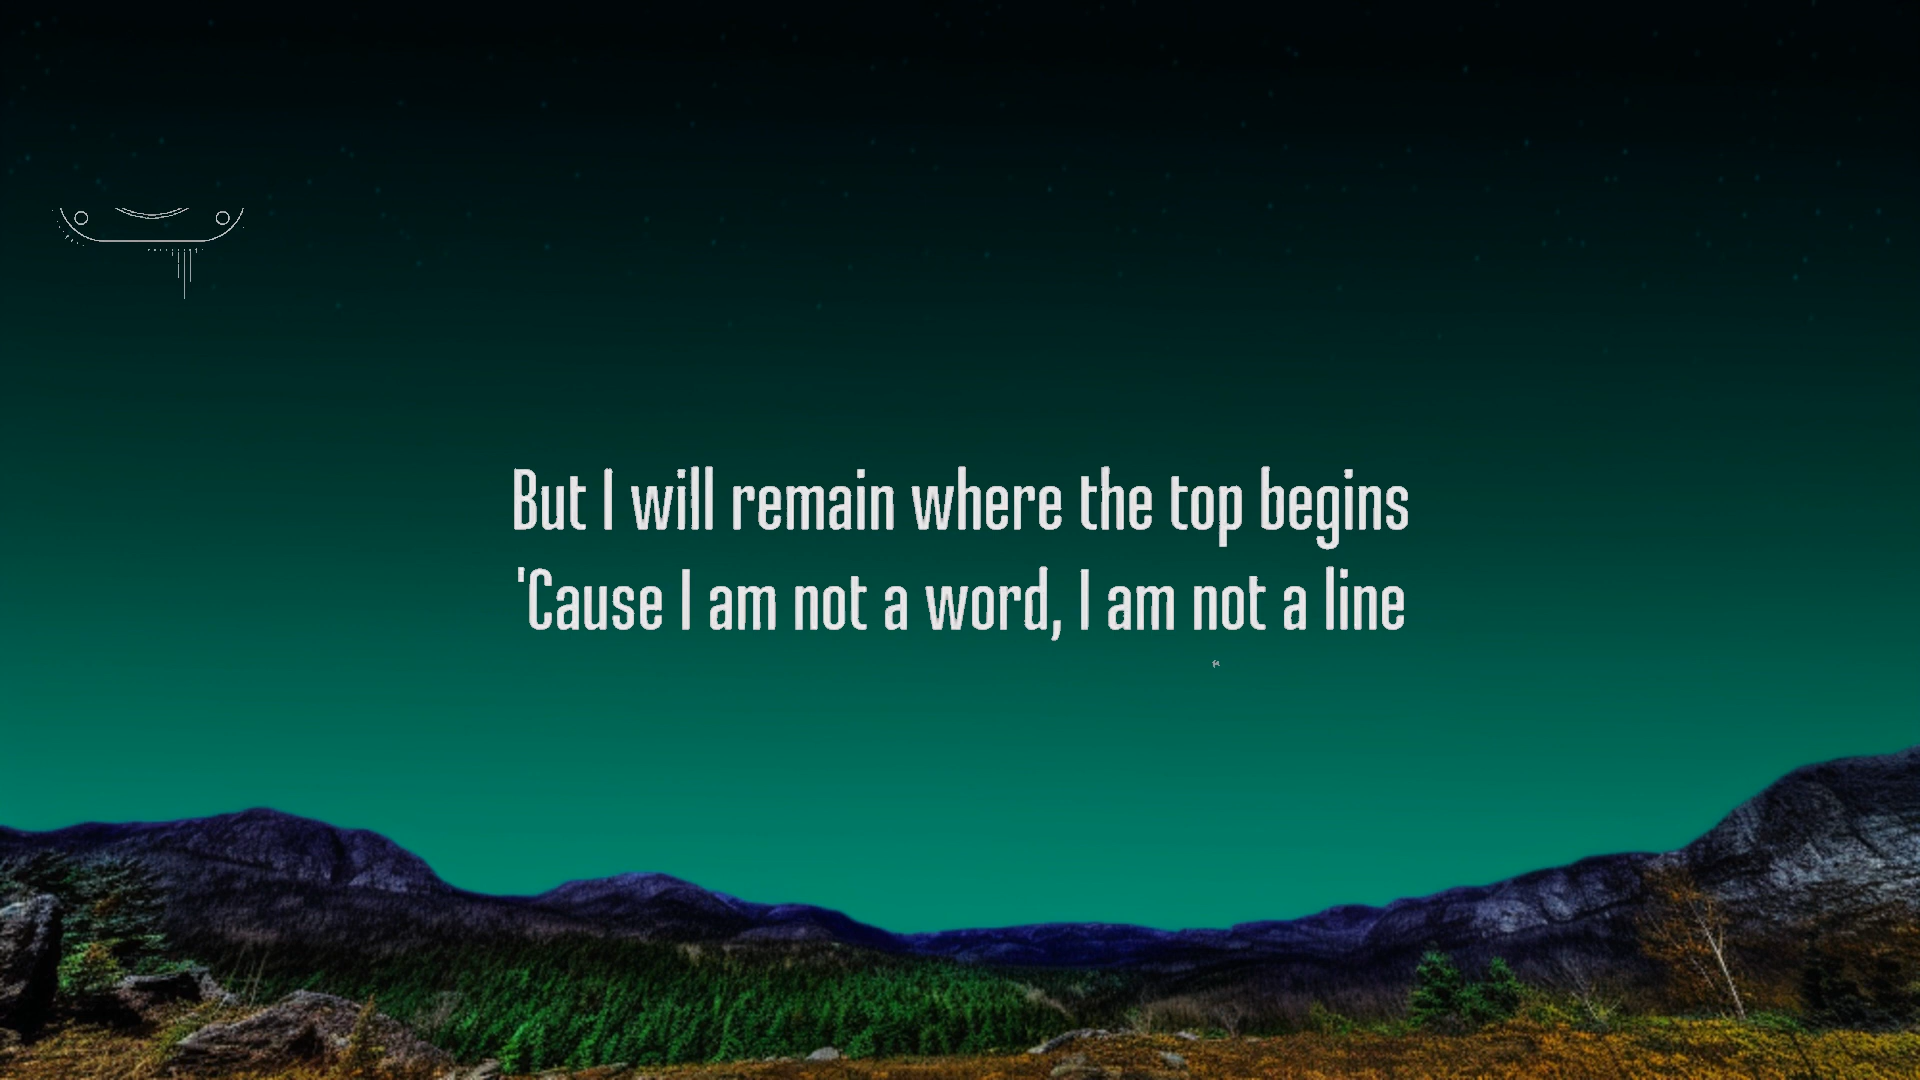 But I will remain where the top begins
'Cause I am not a word, I am not a line